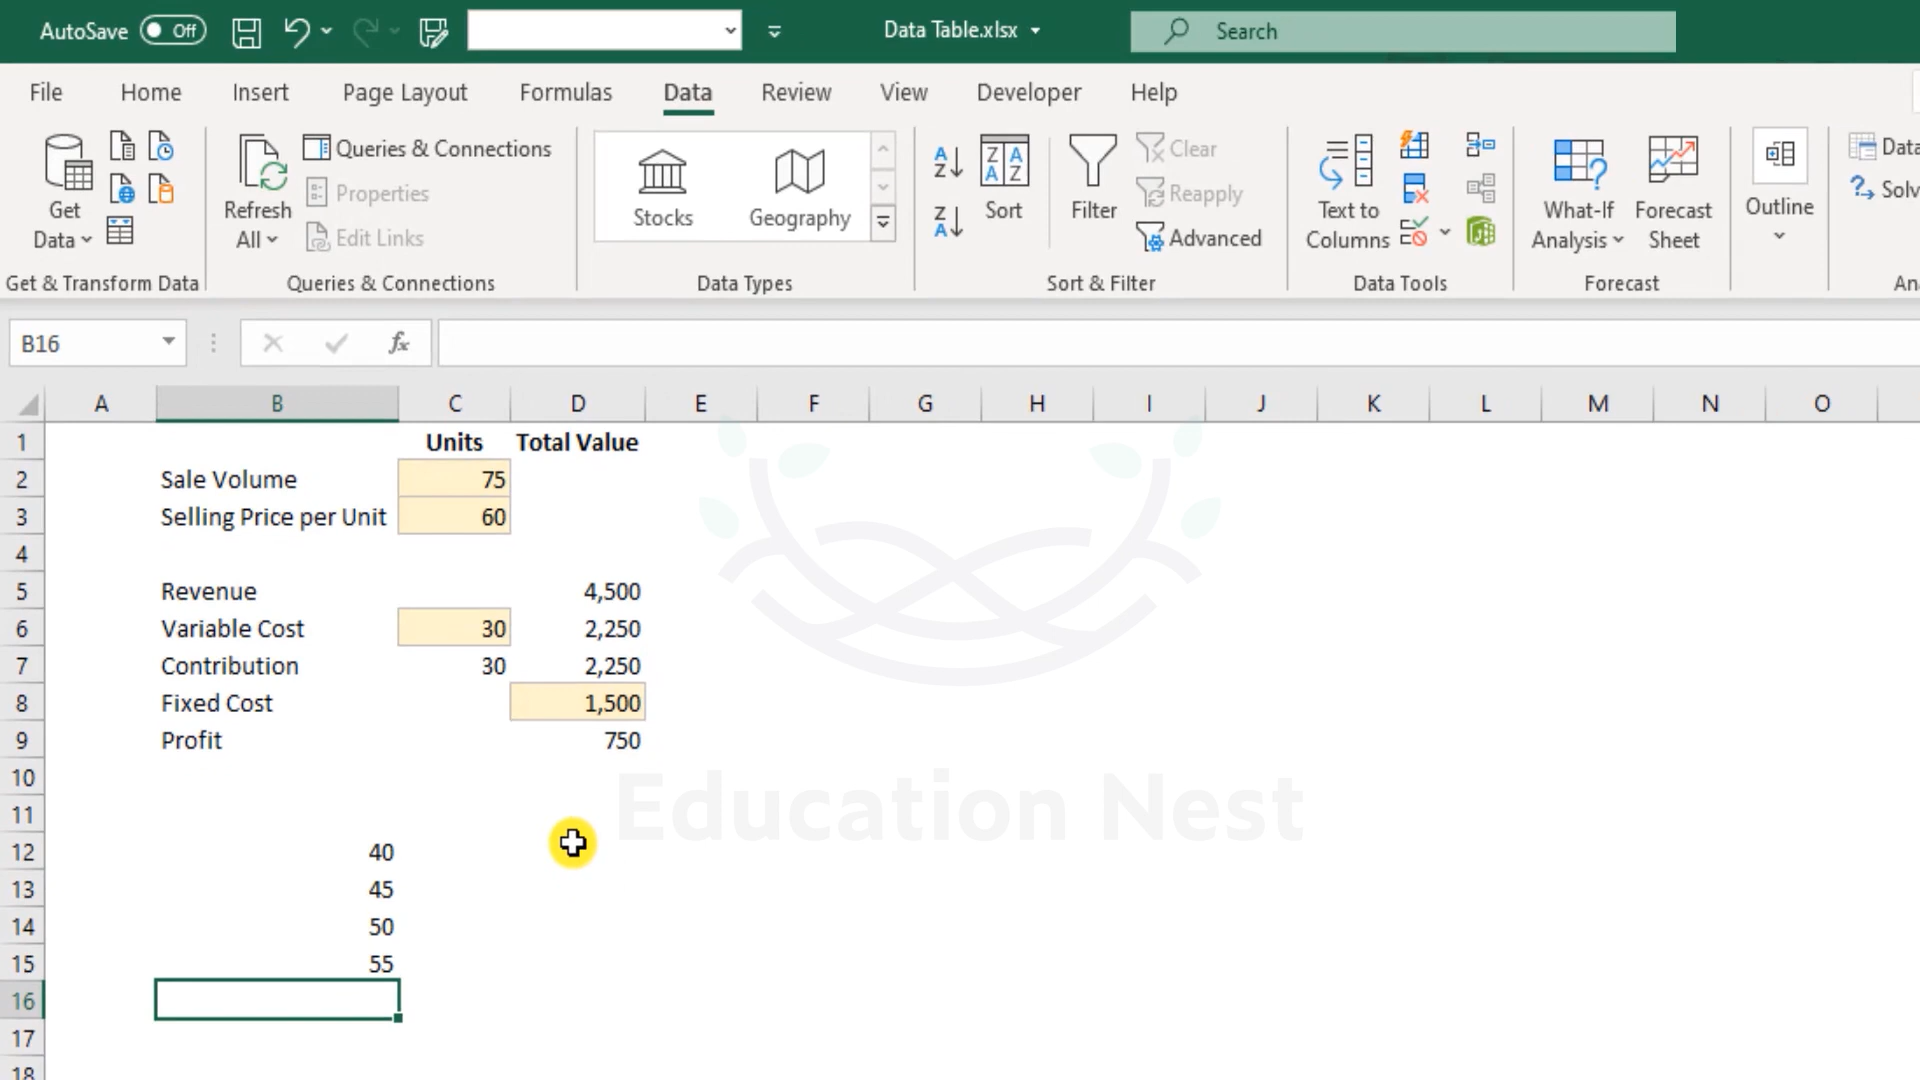 AutoSave Off Data Table.xlsx Search
File Home Insert Page Layout Formulas Data Review View Developer Help
Get Data
Refresh All
Queries & Connections
Properties
Edit Links
Stocks
Geography
Sort
Filter
Clear
Reapply
Advanced
Text to Columns
What-If Analysis
Forecast Sheet
Outline
Data
Solv
Get & Transform Data Queries & Connections Data Types Sort & Filter Data Tools Forecast An
B16 fx
A B C D E F G H I J K L M N O
1 Units Total Value
2 Sale Volume 75
3 Selling Price per Unit 60
4
5 Revenue 4,500
6 Variable Cost 30 2,250
7 Contribution 30 2,250
8 Fixed Cost 1,500
9 Profit 750
10
11
Education Nest
12 40
13 45
14 50
15 55
16
17
18